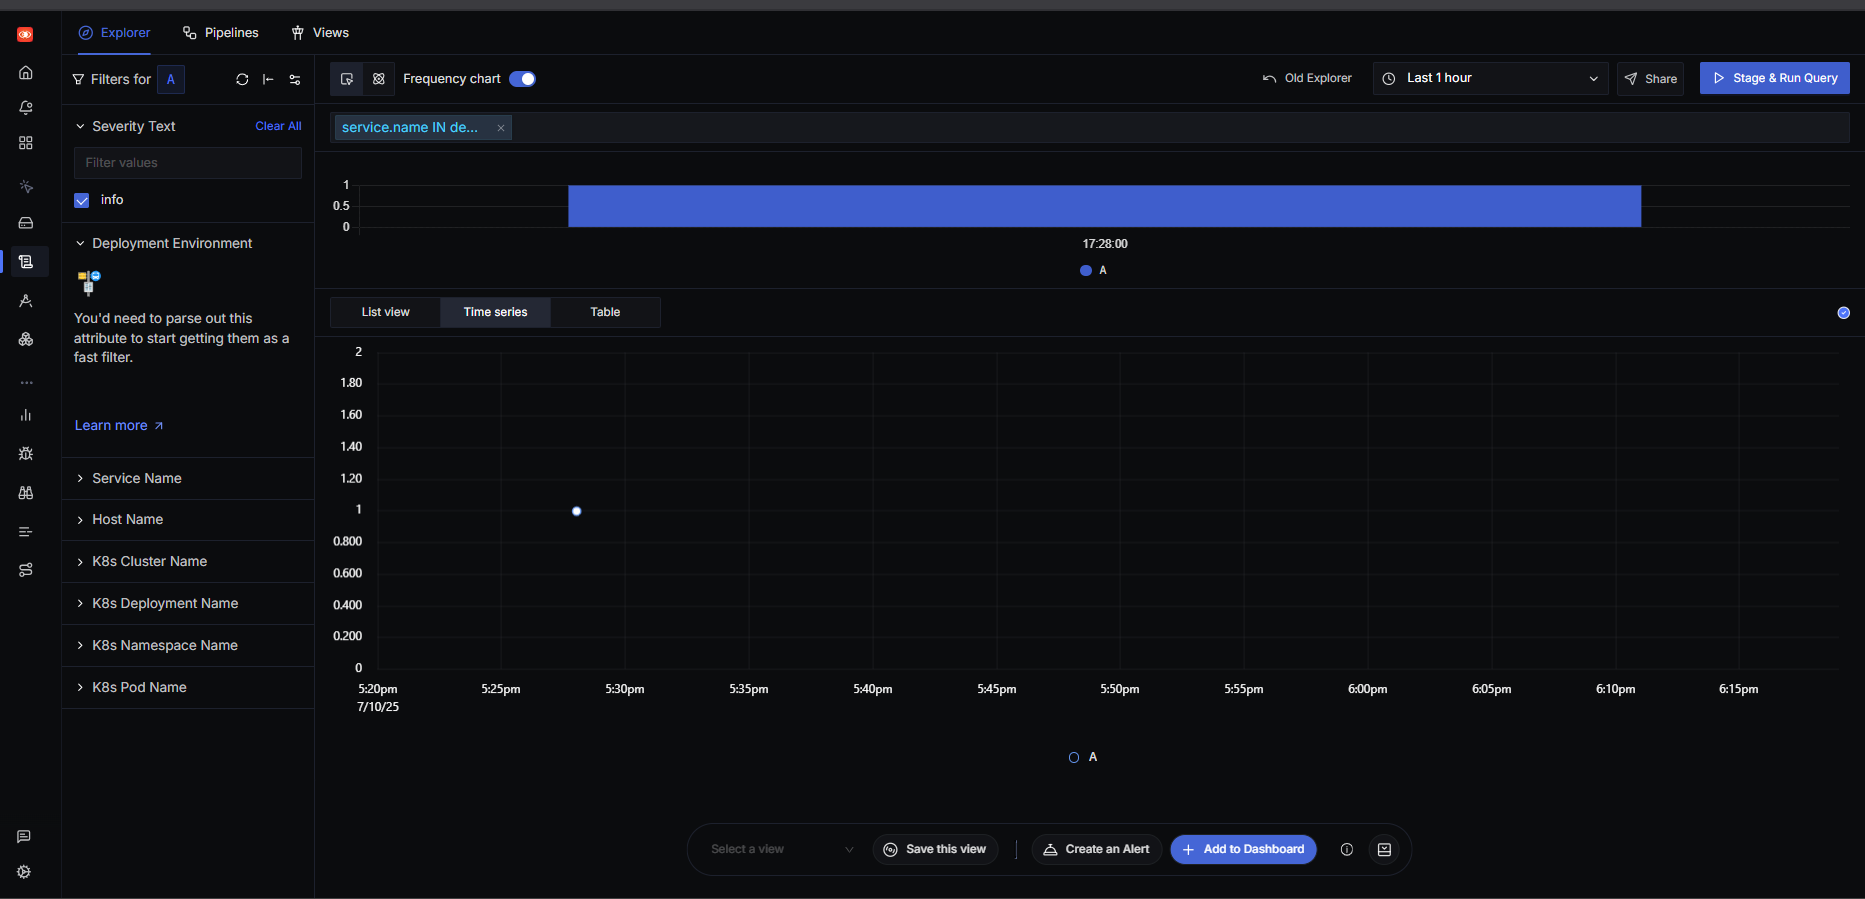 Explorer
Pipelines
Views
Filters for A
Frequency chart
Old Explorer
Last 1 hour
Share
Stage & Run Query
Severity Text
Clear All
Filter values
info
Deployment Environment
You'd need to parse out this
attribute to start getting them as a
fast filter.
Learn more
Service Name
Host Name
K8s Cluster Name
K8s Deployment Name
K8s Namespace Name
K8s Pod Name
service.name IN de...
1
0.5
0
17:28:00
A
List view
Time series
Table
2
1.80
1.60
1.40
1.20
1
0.800
0.600
0.400
0.200
0
5:20pm 5:25pm 5:30pm 5:35pm 5:40pm 5:45pm 5:50pm 5:55pm 6:00pm 6:05pm 6:10pm 6:15pm
7/10/25
A
Select a view
Save this view
Create an Alert
Add to Dashboard